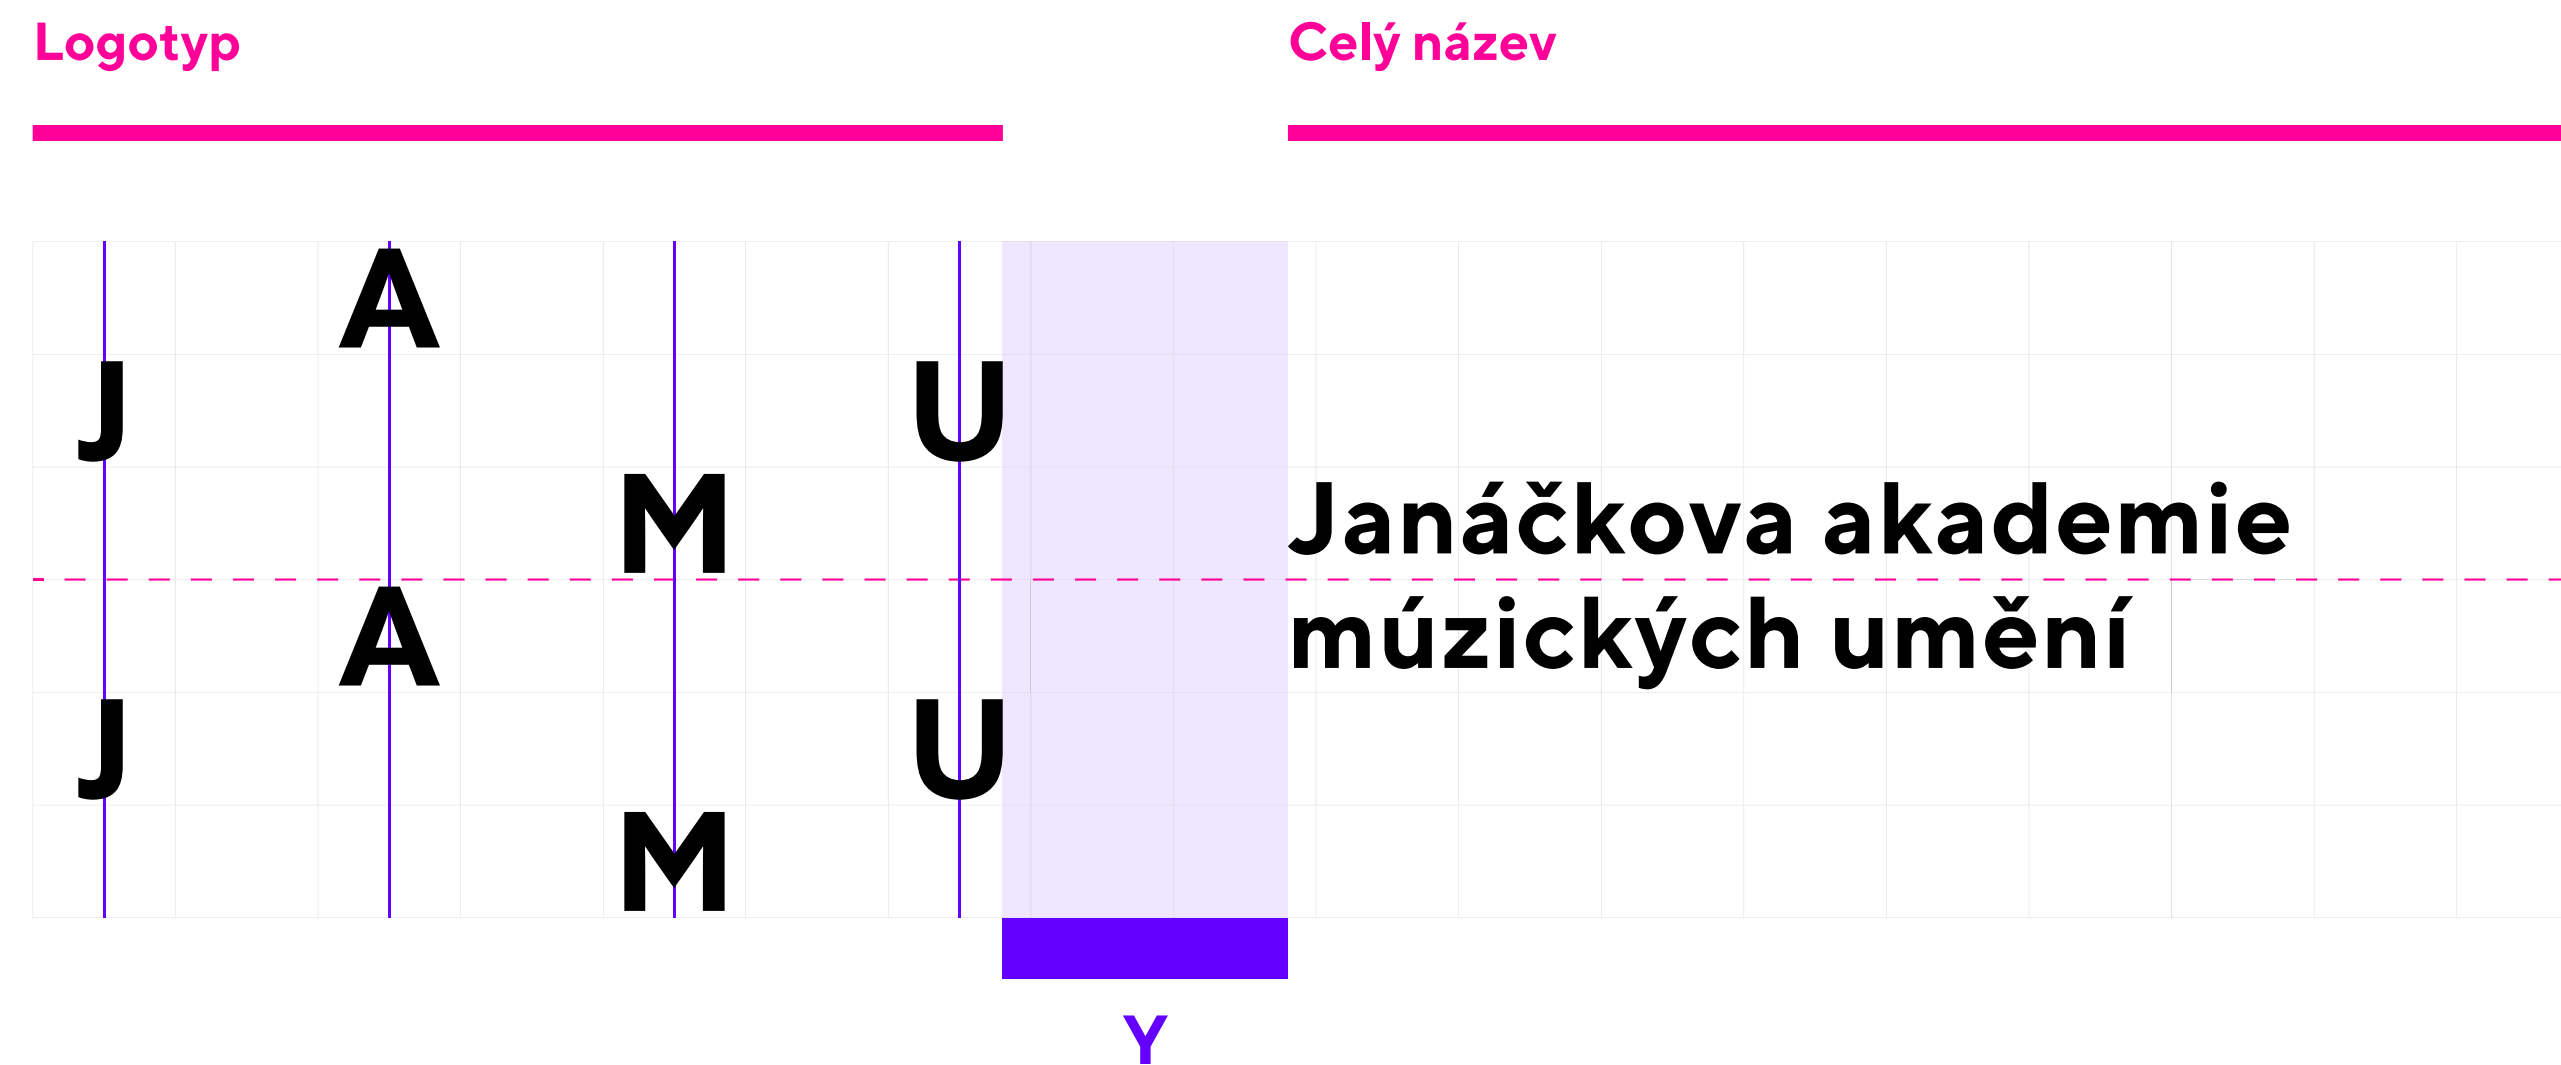 Logotyp
Celý název
A
J U
M
A
J U
M
Janáčkova akademie
múzických umění
Y